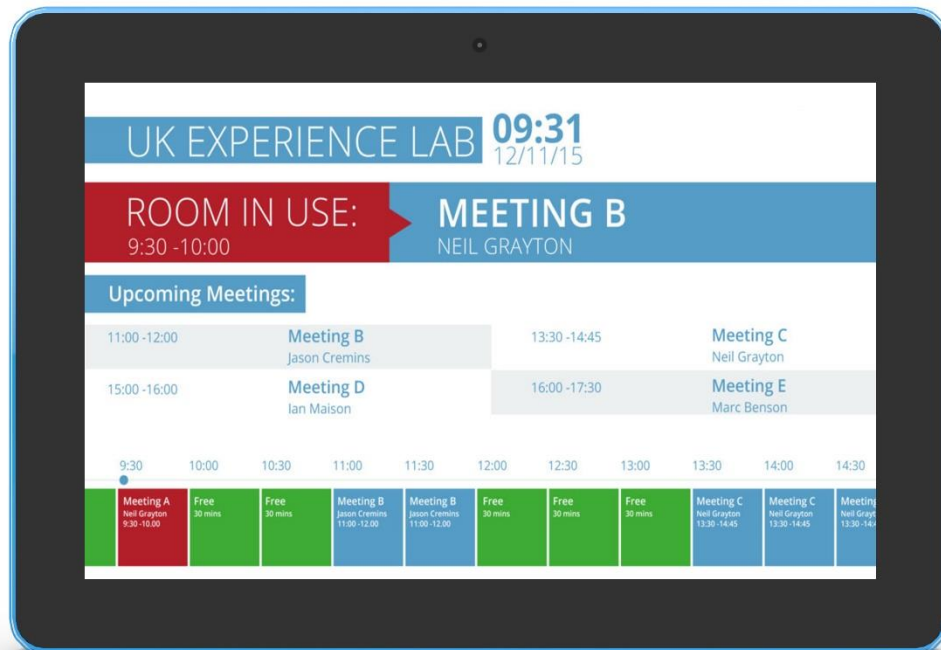 UK EXPERIENCE LAB
09:31
12/11/15
ROOM IN USE:
9:30 -10:00
MEETING B
NEIL GRAYTON
Upcoming Meetings:
11:00 -12:00 Meeting B
Jason Cremins
13:30 -14:45 Meeting C
Neil Grayton
15:00 -16:00 Meeting D
Ian Maison
16:00 -17:30 Meeting E
Marc Benson
9:30 10:00 10:30 11:00 11:30 12:00 12:30 13:00 13:30 14:00 14:30
Meeting A
Neil Grayton
9:30 -10.00
Free
30 mins
Free
30 mins
Meeting B
Jason Cremins
11:00 -12.00
Meeting B
Jason Cremins
11:00 -12.00
Free
30 mins
Free
30 mins
Free
30 mins
Meeting C
Neil Grayton
13:30 -14:45
Meeting C
Neil Grayton
13:30 -14:45
Meeting
Neil